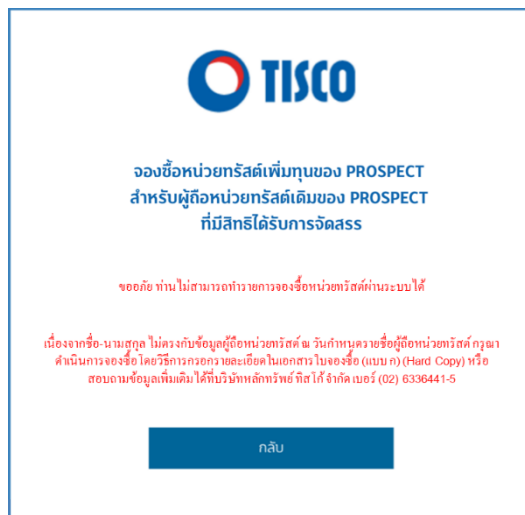 TISCO
จองซื้อหน่วยทรัสต์เพิ่มทุนของ PROSPECT
สำหรับผู้ถือหน่วยทรัสต์เดิมของ PROSPECT
ที่มีสิทธิได้รับการจัดสรร
ขออภัย ท่านไม่สามารถทำรายการจองซื้อหน่วยทรัสต์ผ่านระบบได้
เนื่องจากชื่อ-นามสกุล ไม่ตรงกับข้อมูลผู้ถือหน่วยทรัสต์ ณ วันกำหนดรายชื่อผู้ถือหน่วยทรัสต์ กรุณา
ดำเนินการจองซื้อ โดยวิธีการกรอกรายละเอียดในเอกสารใบจองซื้อ (แบบ ก) (Hard Copy) หรือ
สอบถามข้อมูลเพิ่มเติมได้ที่บริษัทหลักทรัพย์ ทิสโก้ จำกัด เบอร์ (02) 6336441-5
กลับ